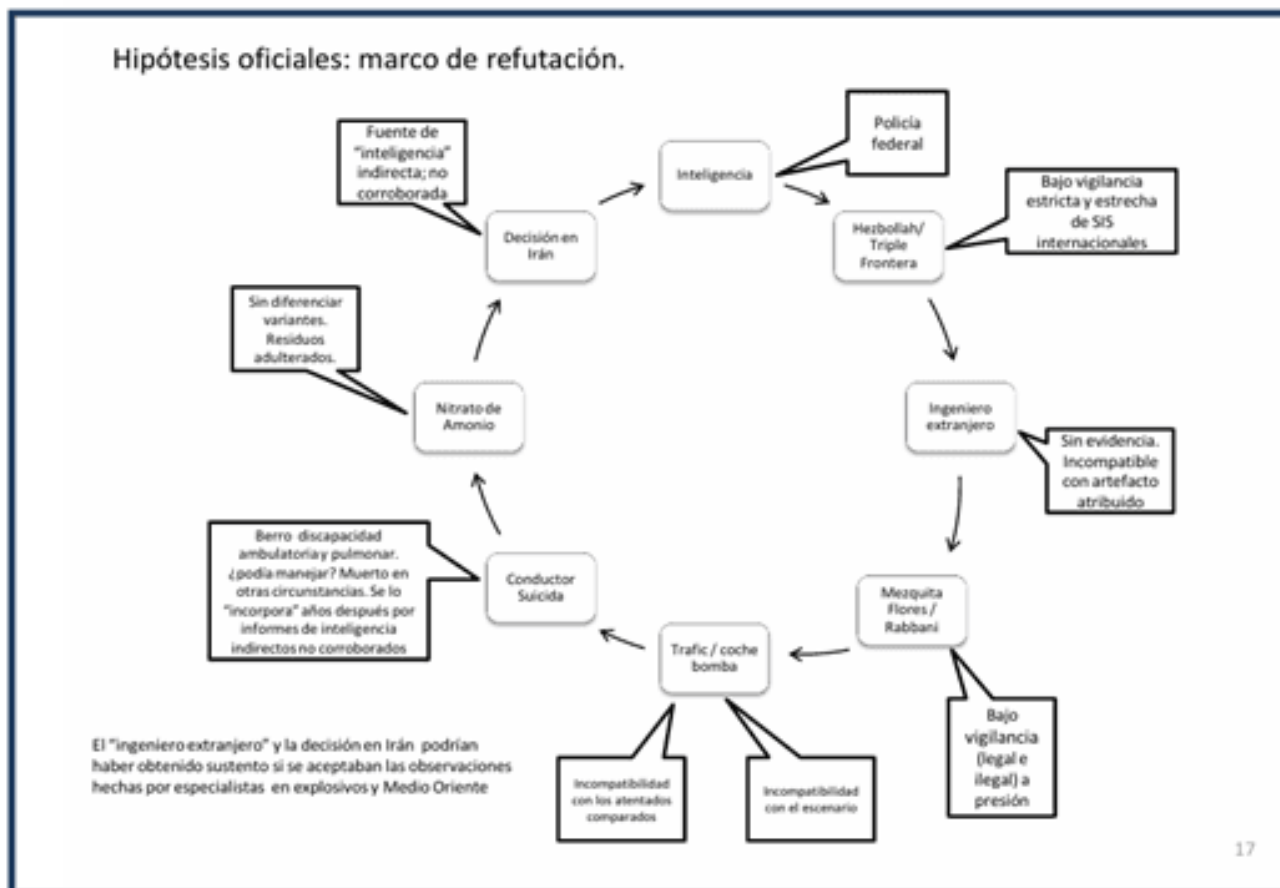 Hipótesis oficiales: marco de refutación.
Fuente de
“inteligencia”
indirecta; no
corroborada
Inteligencia
Policía
federal
Decisión en
Irán
Hezbollah/
Triple
Frontera
Bajo vigilancia
estricta y estrecha
de SIS
internacionales
Sin diferenciar
variantes.
Residuos
adulterados.
Nitrato de
Amonio
Ingeniero
extranjero
Sin evidencia.
Incompatible
con artefacto
atribuido
Berro discapacidad
ambulatoria y pulmonar.
¿podía manejar? Muerto en
otras circunstancias. Se lo
“incorpora” años después por
informes de inteligencia
indirectos no corroborados
Conductor
Suicida
Mezquita
Flores /
Rabbani
Trafic / coche
bomba
Bajo
vigilancia
(legal e
ilegal) a
presión
El “ingeniero extranjero” y la decisión en Irán podrían
haber obtenido sustento si se aceptaban las observaciones
hechas por especialistas en explosivos y Medio Oriente
Incompatibilidad
con los atentados
comparados
Incompatibilidad
con el escenario
17